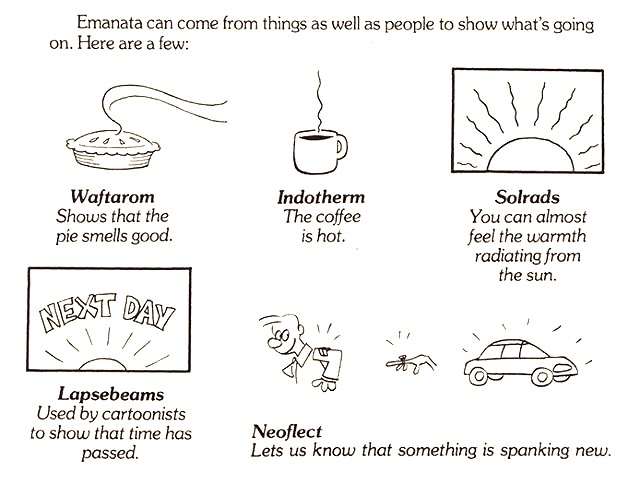 Emanata can come from things as well as people to show what's going
on. Here are a few:
Waftarom
Shows that the
pie smells good.
Indotherm
The coffee
is hot.
Solrads
You can almost
feel the warmth
radiating from
the sun.
NEXT DAY
Lapsebeams
Used by cartoonists
to show that time has
passed.
Neoflect
Lets us know that something is spanking new.